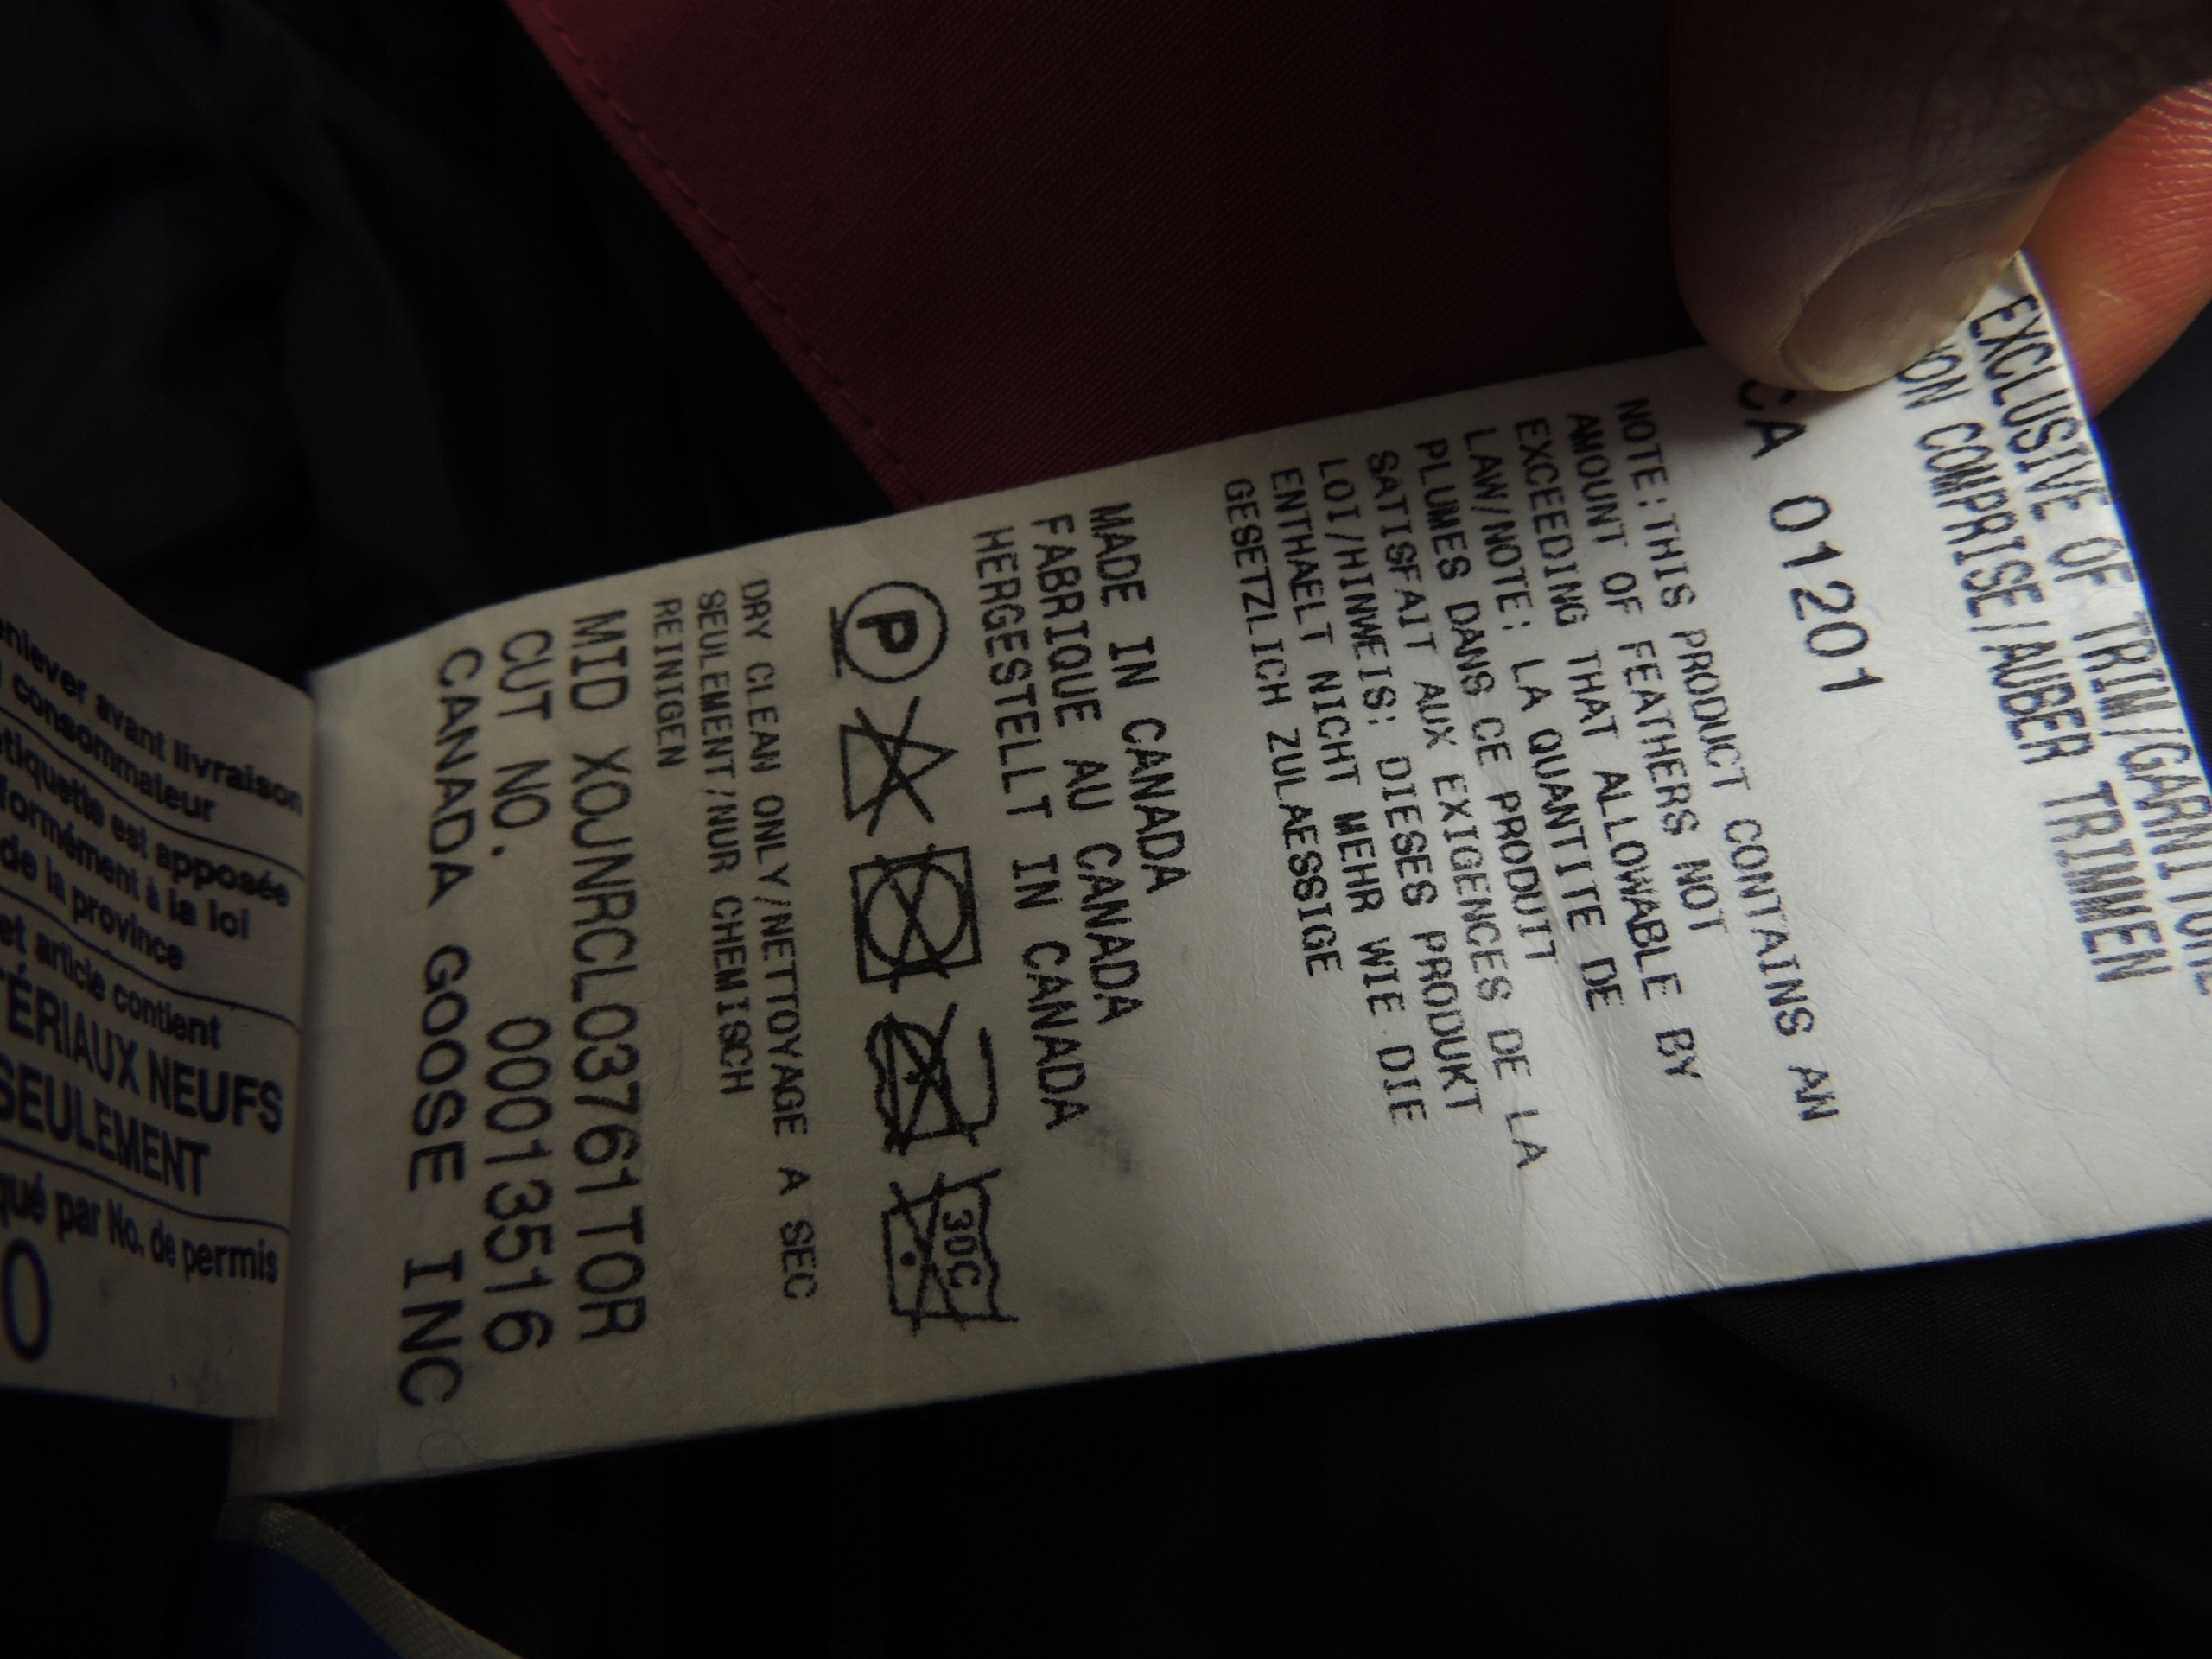 EXCLUSIVE OF TRIM/GARNITURE
NON COMPRISE/AUBER TRIMMEN
CA 01201
NOTE:THIS PRODUCT CONTAINS AN
AMOUNT OF FEATHERS NOT
EXCEEDING THAT ALLOWABLE BY
LAW/NOTE: LA QUANTITE DE
PLUMES DANS CE PRODUIT
SATISFAIT AUX EXIGENCES DE LA
LOI/HINWEIS: DIESES PRODUKT
ENTHAELT NICHT MEHR WIE DIE
GESETZLICH ZULAESSIGE
MADE IN CANADA
FABRIQUE AU CANADA
HERGESTELLT IN CANADA
P
30C
DRY CLEAN ONLY/NETTOYAGE A SEC
SEULEMENT/NUR CHEMISCH
REINIGEN
MID XOJNRCL03761TOR
CUT NO. 00013516
CANADA GOOSE INC
enlever avant livraison
consommateur
étiquette est apposée
formément à la loi
de la province
et article contient
TÉRIAUX NEUFS
SEULEMENT
qué par No. de permis
0